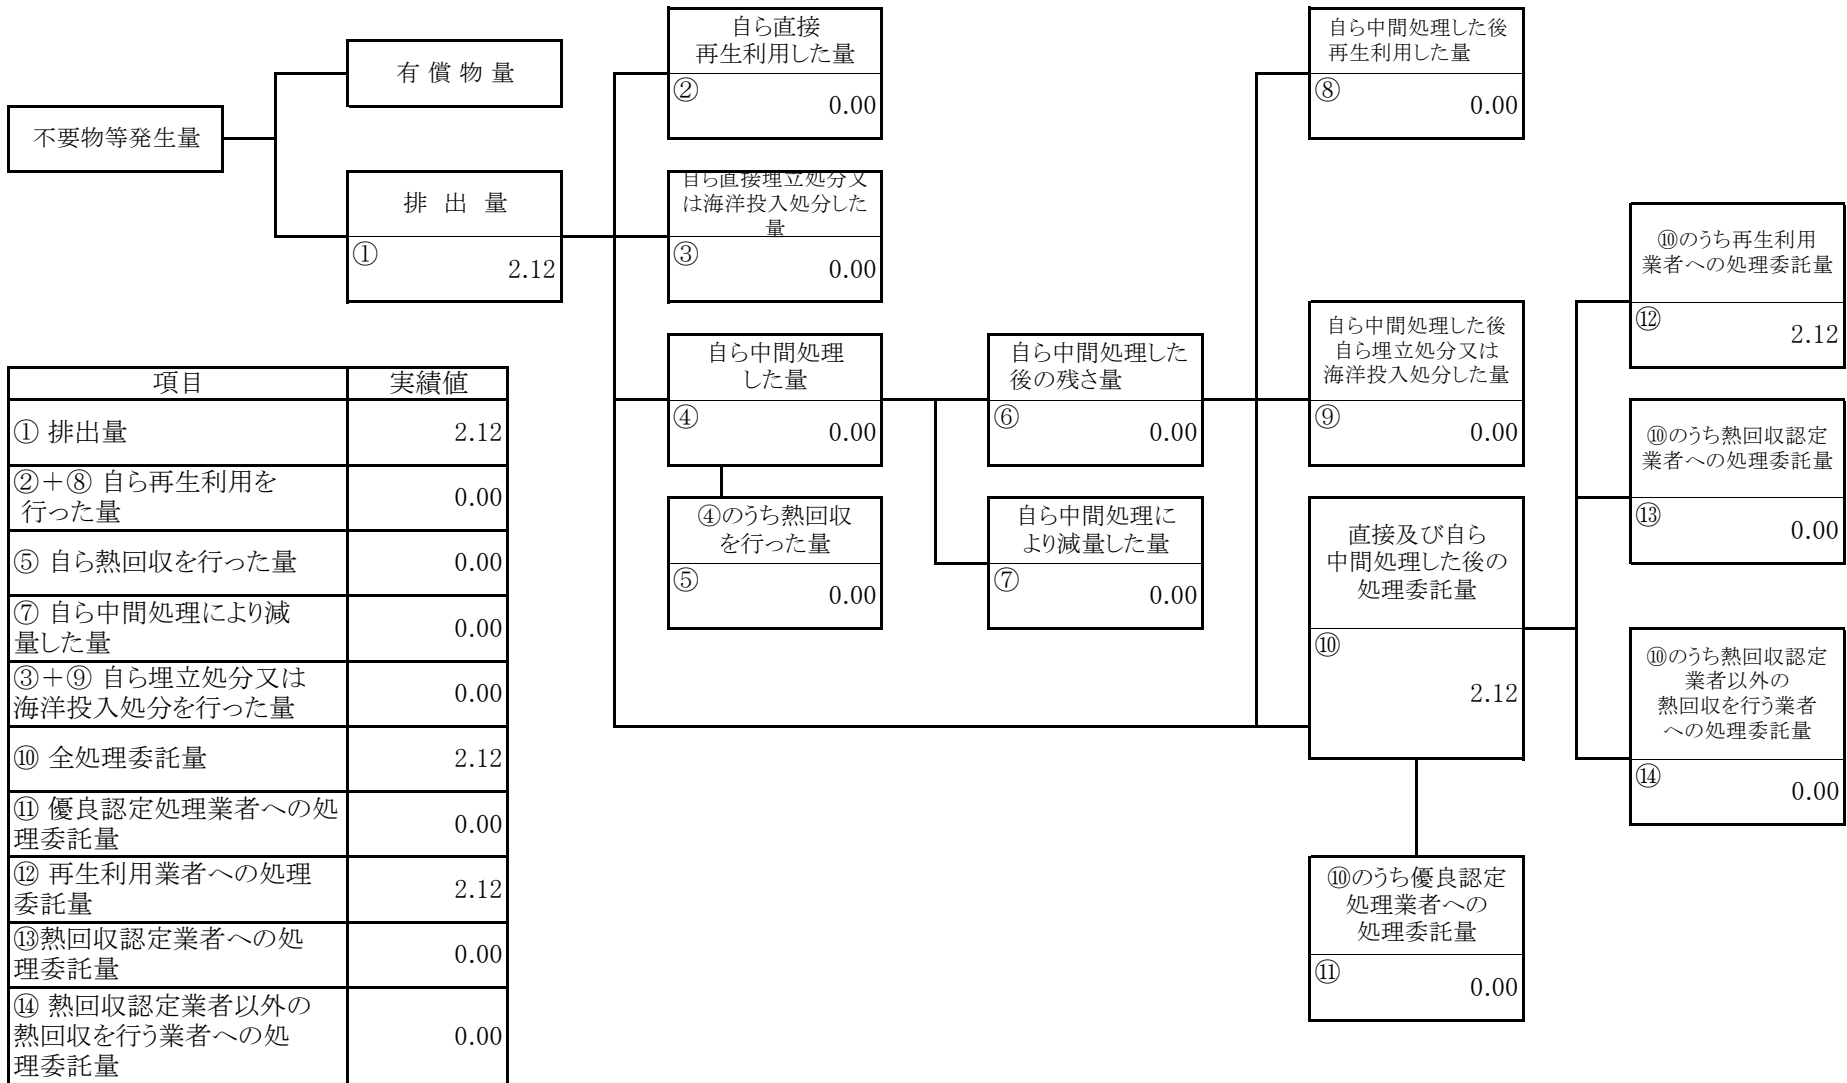 不要物等発生量
有 償 物 量
排 出 量
①
2.12
自ら直接
再生利用した量
②
0.00
自ら直接埋立処分又
は海洋投入処分した
量
③
0.00
自ら中間処理
した量
④
0.00
④のうち熱回収
を行った量
⑤
0.00
自ら中間処理した
後の残さ量
⑥
0.00
自ら中間処理に
より減量した量
⑦
0.00
自ら中間処理した後
再生利用した量
⑧
0.00
自ら中間処理した後
自ら埋立処分又は
海洋投入処分した量
⑨
0.00
直接及び自ら
中間処理した後の
処理委託量
⑩
2.12
⑩のうち優良認定
処理業者への
処理委託量
⑪
0.00
⑩のうち再生利用
業者への処理委託量
⑫
2.12
⑩のうち熱回収認定
業者への処理委託量
⑬
0.00
⑩のうち熱回収認定
業者以外の
熱回収を行う業者
への処理委託量
⑭
0.00
項目 実績値
① 排出量 2.12
②+⑧ 自ら再生利用を
行った量
0.00
⑤ 自ら熱回収を行った量 0.00
⑦ 自ら中間処理により減
量した量
0.00
③+⑨ 自ら埋立処分又は
海洋投入処分を行った量
0.00
⑩ 全処理委託量 2.12
⑪ 優良認定処理業者への処
理委託量
0.00
⑫ 再生利用業者への処理
委託量
2.12
⑬熱回収認定業者への処
理委託量
0.00
⑭ 熱回収認定業者以外の
熱回収を行う業者への処
理委託量
0.00